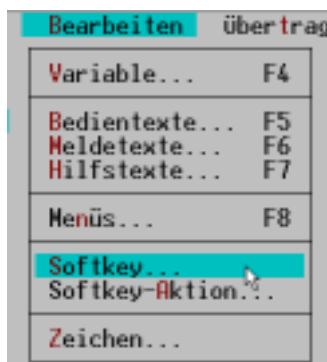 Bearbeiten übertrag
Variable... F4
Bedientexte... F5
Meldetexte... F6
Hilfstexte... F7
Menüs... F8
Softkey...
Softkey-Aktion...
Zeichen...